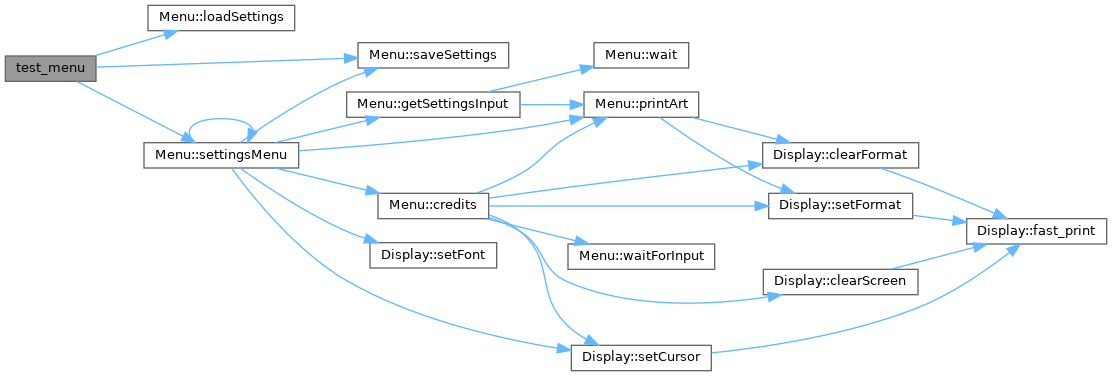 Menu::loadSettings
test_menu
Menu::saveSettings
Menu::wait
Menu::getSettingsInput
Menu::printArt
Menu::settingsMenu
Display::clearFormat
Menu::credits
Display::setFormat
Display::fast_print
Display::setFont
Menu::waitForInput
Display::clearScreen
Display::setCursor